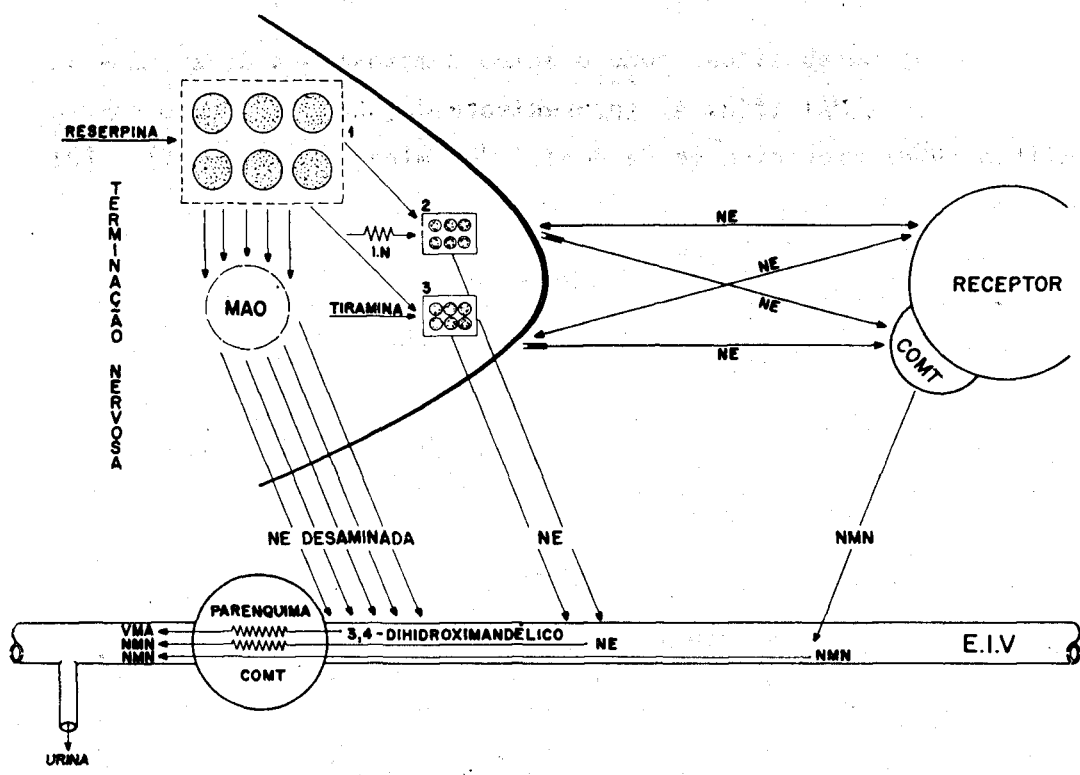 RESERPINA
1
TERMINAÇÃO NERVOSA
2
I.N
3
TIRAMINA
MAO
NE
NE
NE
NE
RECEPTOR
COMT
NE DESAMINADA
NE
NMN
PARENQUIMA
VMA
3,4-DIHIDROXIMANDÉLICO
NMN
NE
NMN
NMN
E.I.V
COMT
URINA